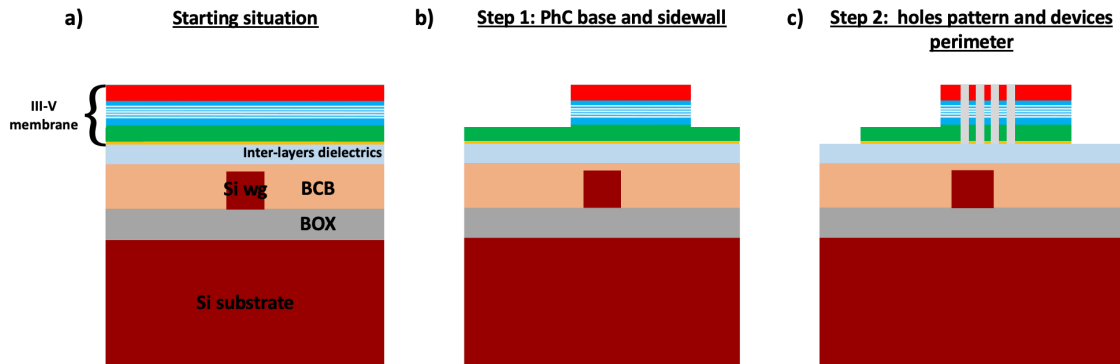 a)
Starting situation
III-V
membrane
Inter-layers dielectrics
Si wg
BCB
BOX
Si substrate
b)
Step 1: PhC base and sidewall
c)
Step 2:  holes pattern and devices
perimeter